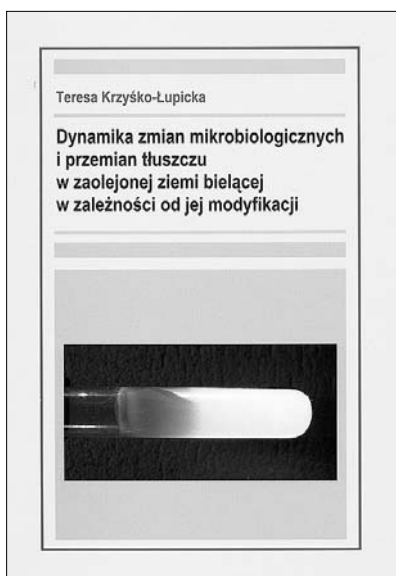 Teresa Krzyśko-Łupicka
Dynamika zmian mikrobiologicznych
i przemian tłuszczu
w zaolejonej ziemi bielącej
w zależności od jej modyfikacji